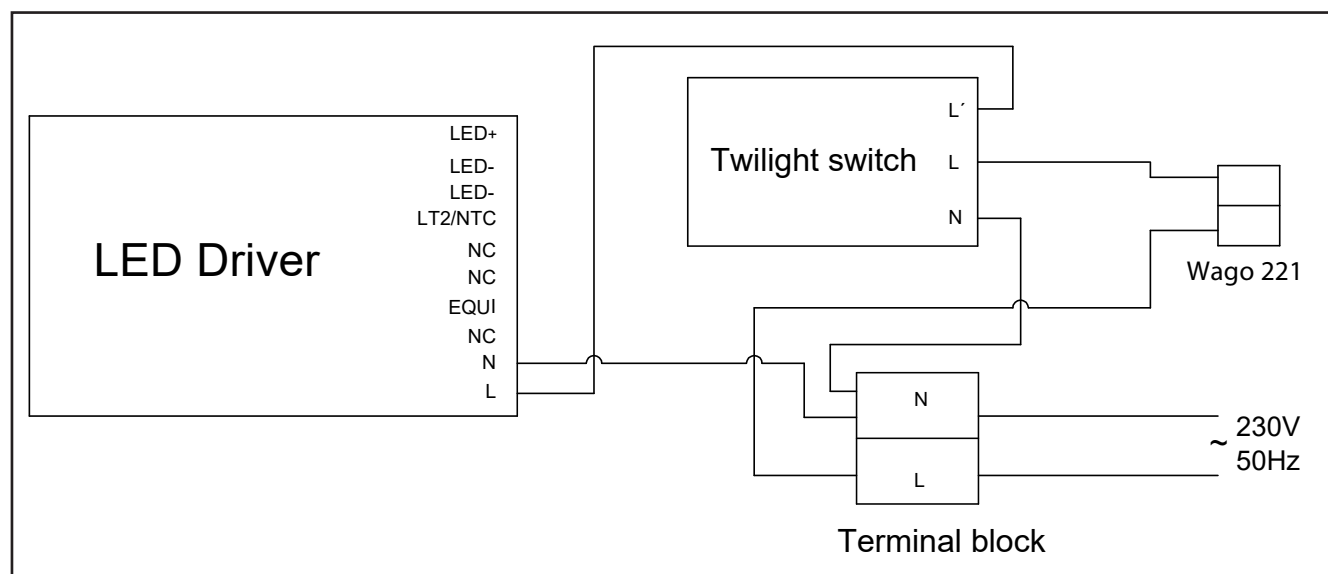 LED Driver
LED+
LED-
LED-
LT2/NTC
NC
NC
EQUI
NC
N
L
Twilight switch
L´
L
N
Wago 221
N
L
Terminal block
~ 230V
50Hz